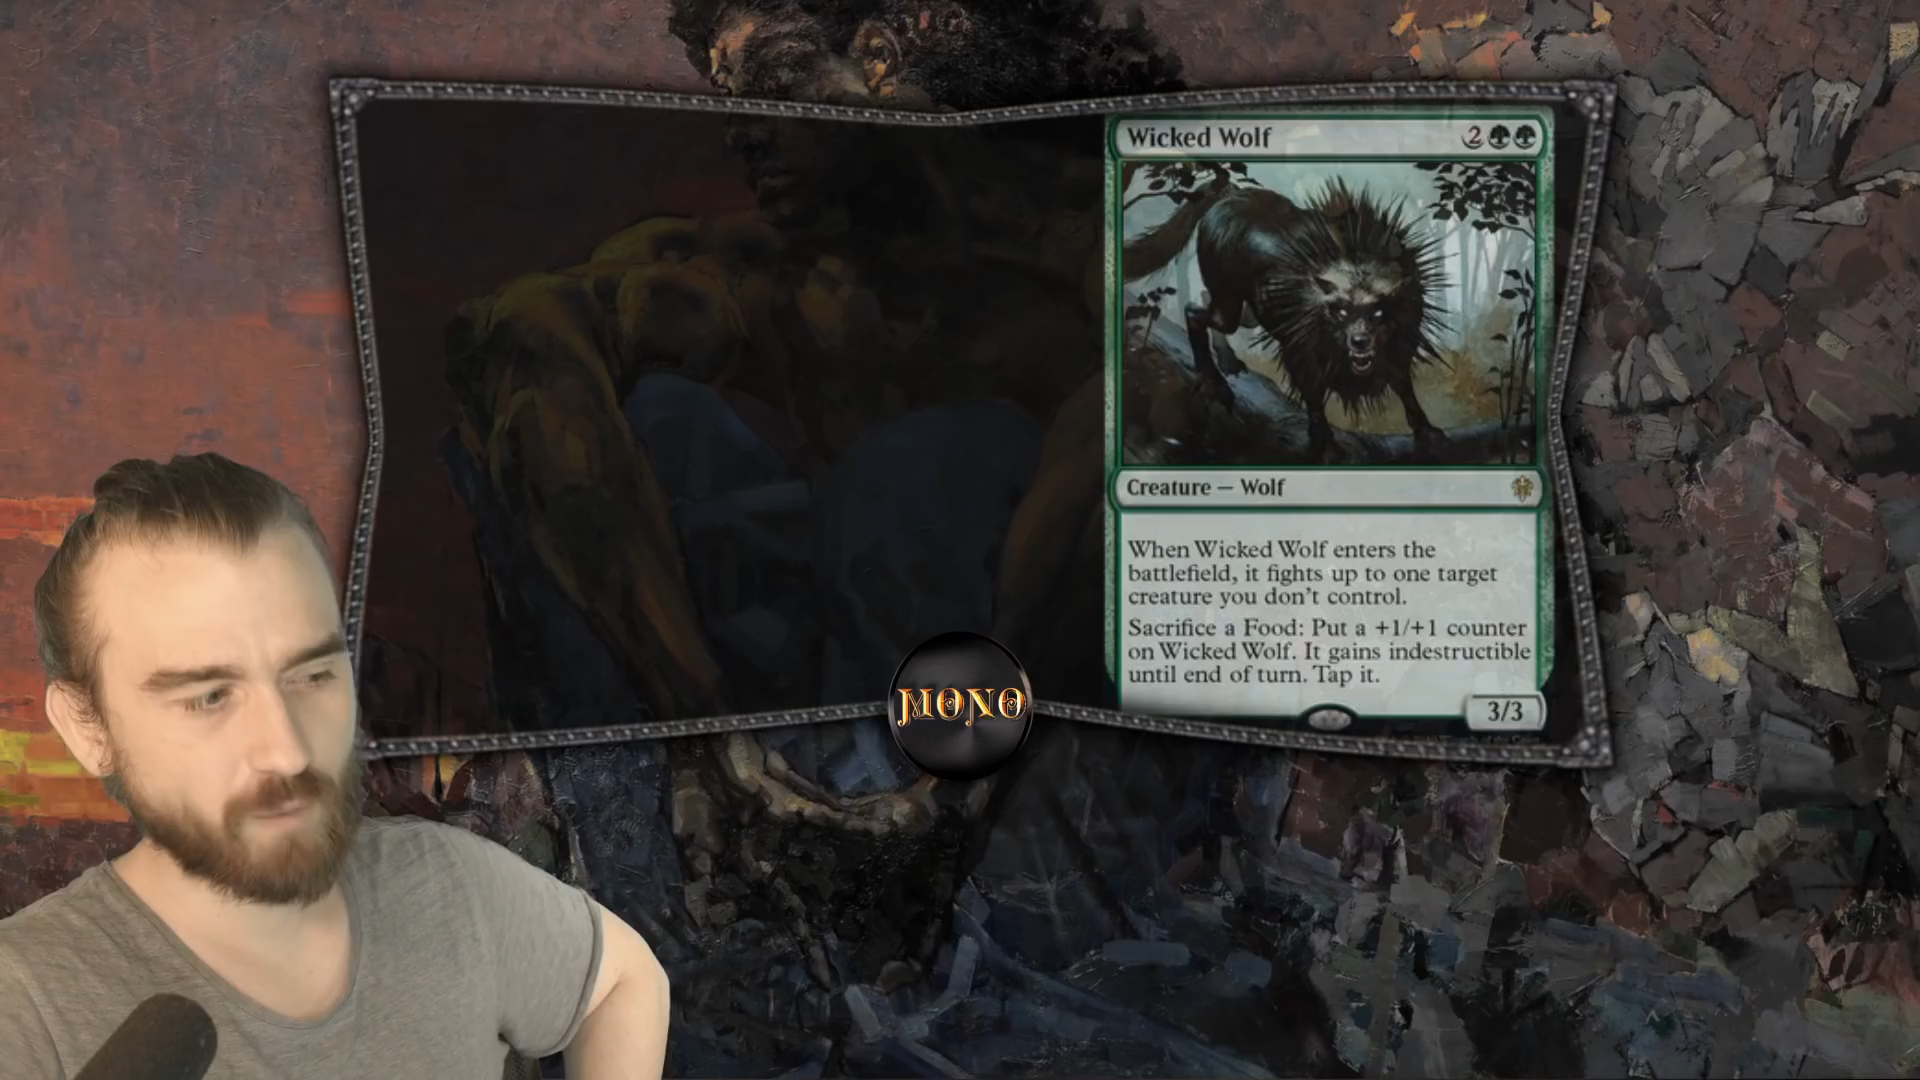 Wicked Wolf 2
Creature — Wolf
When Wicked Wolf enters the
battlefield, it fights up to one target
creature you don't control.
Sacrifice a Food: Put a +1/+1 counter
on Wicked Wolf. It gains indestructible
until end of turn. Tap it.
3/3
MONO